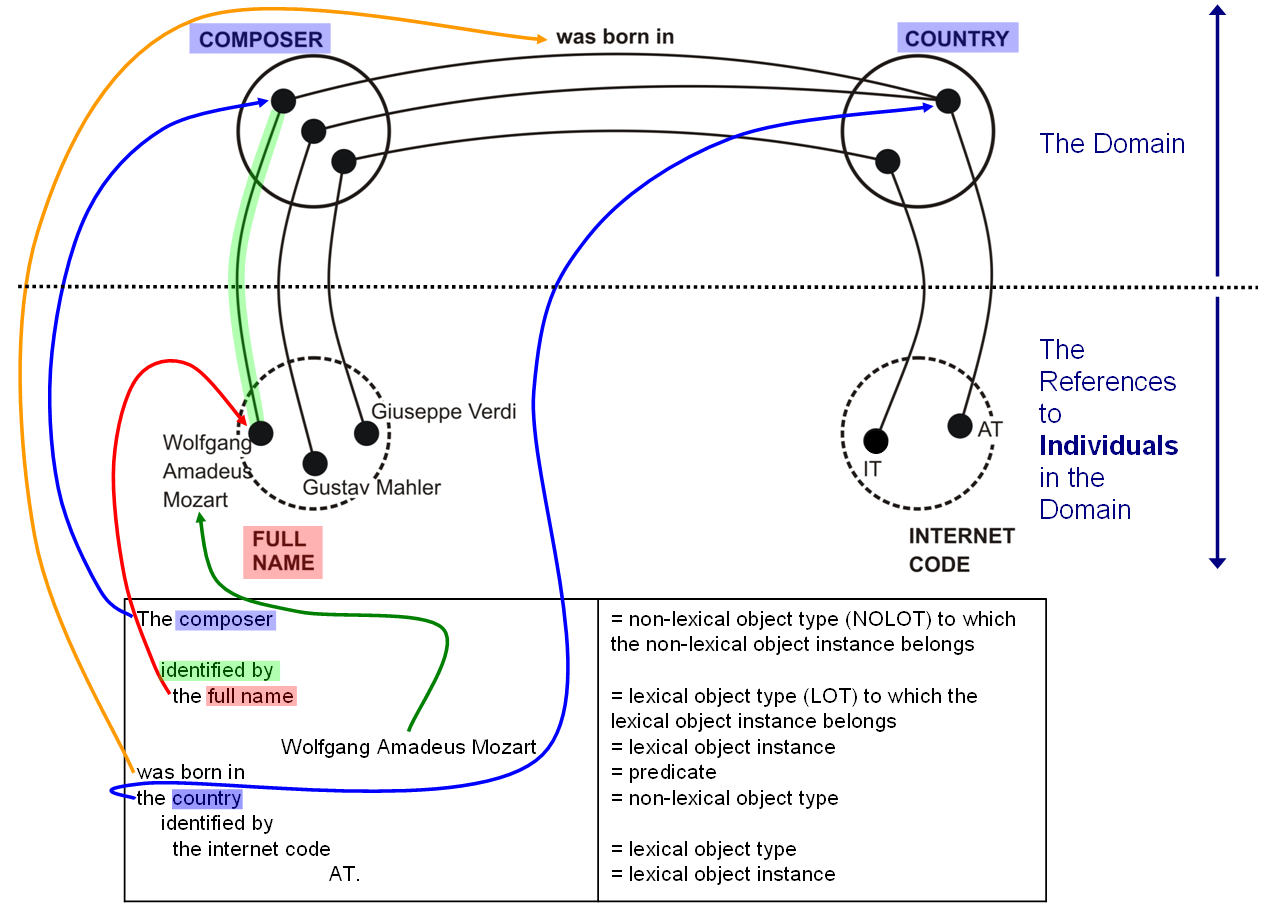 COMPOSER
was born in
COUNTRY
The Domain
The
References
to
Individuals
in the
Domain
Giuseppe Verdi
Wolfgang
Amadeus
Mozart
Gustav Mahler
AT
IT
FULL
NAME
INTERNET
CODE
The composer
= non-lexical object type (NOLOT) to which
the non-lexical object instance belongs
identified by
the full name
= lexical object type (LOT) to which the
lexical object instance belongs
Wolfgang Amadeus Mozart
= lexical object instance
was born in
= predicate
the country
= non-lexical object type
identified by
the internet code
= lexical object type
AT.
= lexical object instance